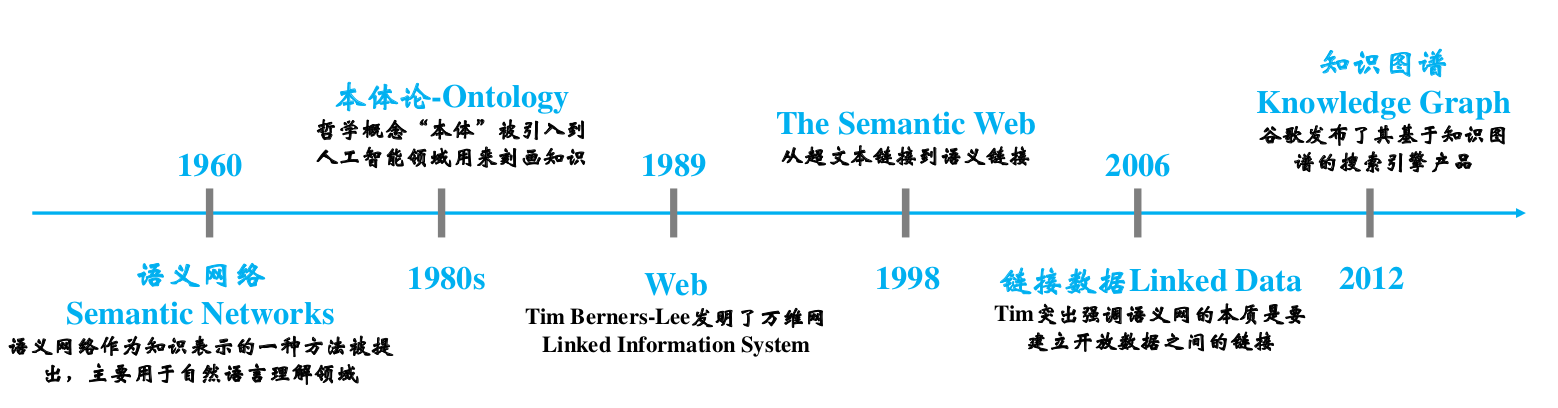 1960
语义网络
Semantic Networks
语义网络作为知识表示的一种方法被提
出，主要用于自然语言理解领域
本体论-Ontology
哲学概念“本体”被引入到
人工智能领域用来刻画知识
1980s
1989
Web
Tim Berners-Lee发明了万维网
Linked Information System
The Semantic Web
从超文本链接到语义链接
1998
2006
链接数据Linked Data
Tim突出强调语义网的本质是要
建立开放数据之间的链接
知识图谱
Knowledge Graph
谷歌发布了其基于知识图
谱的搜索引擎产品
2012